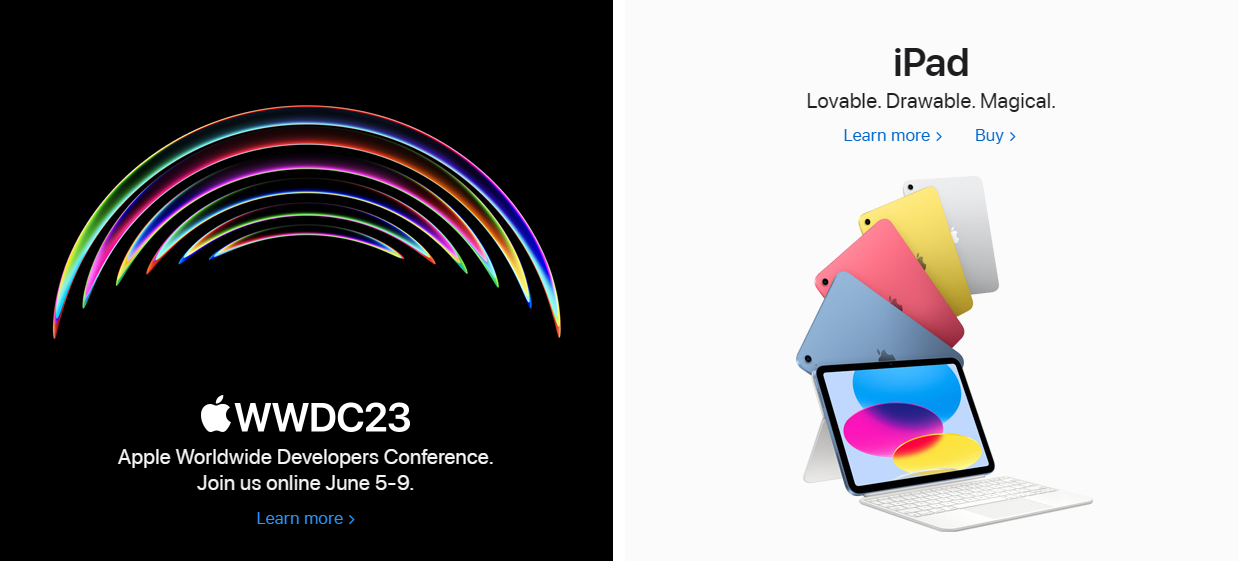 WWDC23
Apple Worldwide Developers Conference.
Join us online June 5-9.
Learn more >
iPad
Lovable. Drawable. Magical.
Learn more > Buy >